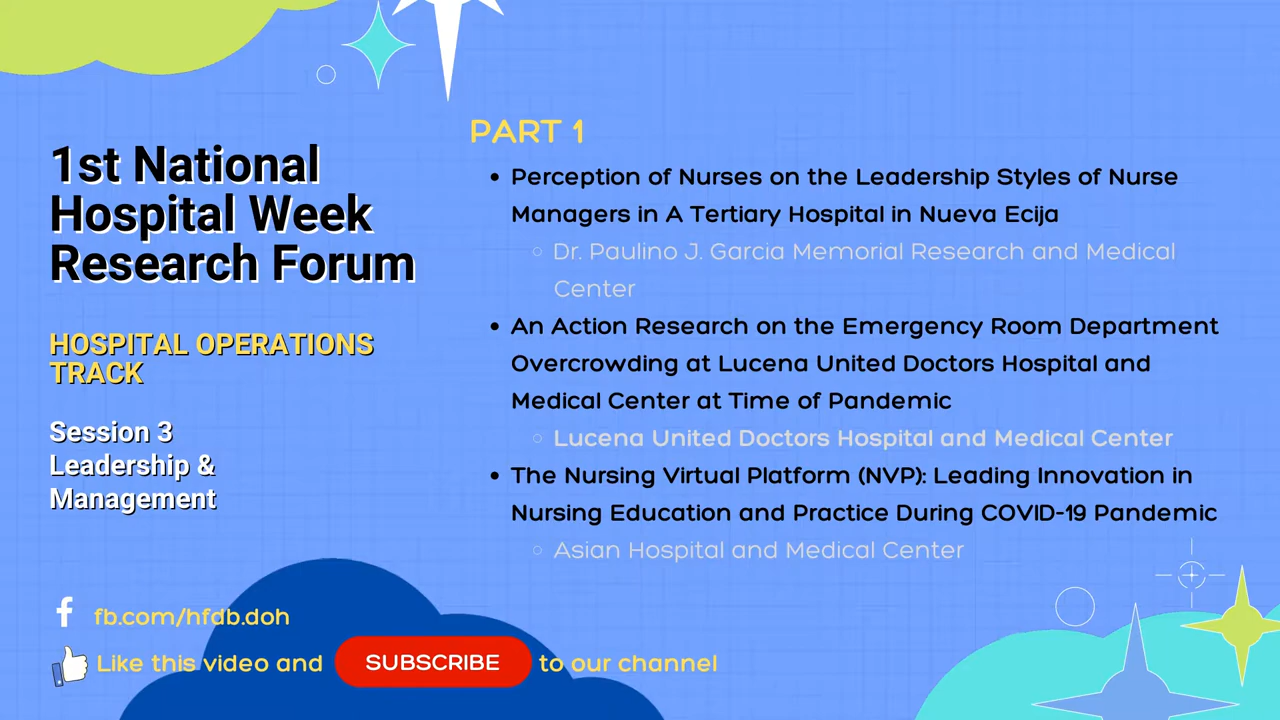 1st National
Hospital Week
Research Forum
HOSPITAL OPERATIONS
TRACK
Session 3
Leadership &
Management
PART 1
• Perception of Nurses on the Leadership Styles of Nurse
Managers in A Tertiary Hospital in Nueva Ecija
○ Dr. Paulino J. Garcia Memorial Research and Medical
Center
• An Action Research on the Emergency Room Department
Overcrowding at Lucena United Doctors Hospital and
Medical Center at Time of Pandemic
○ Lucena United Doctors Hospital and Medical Center
• The Nursing Virtual Platform (NVP): Leading Innovation in
Nursing Education and Practice During COVID-19 Pandemic
○ Asian Hospital and Medical Center
f fb.com/hfdb.doh
Like this video and SUBSCRIBE to our channel